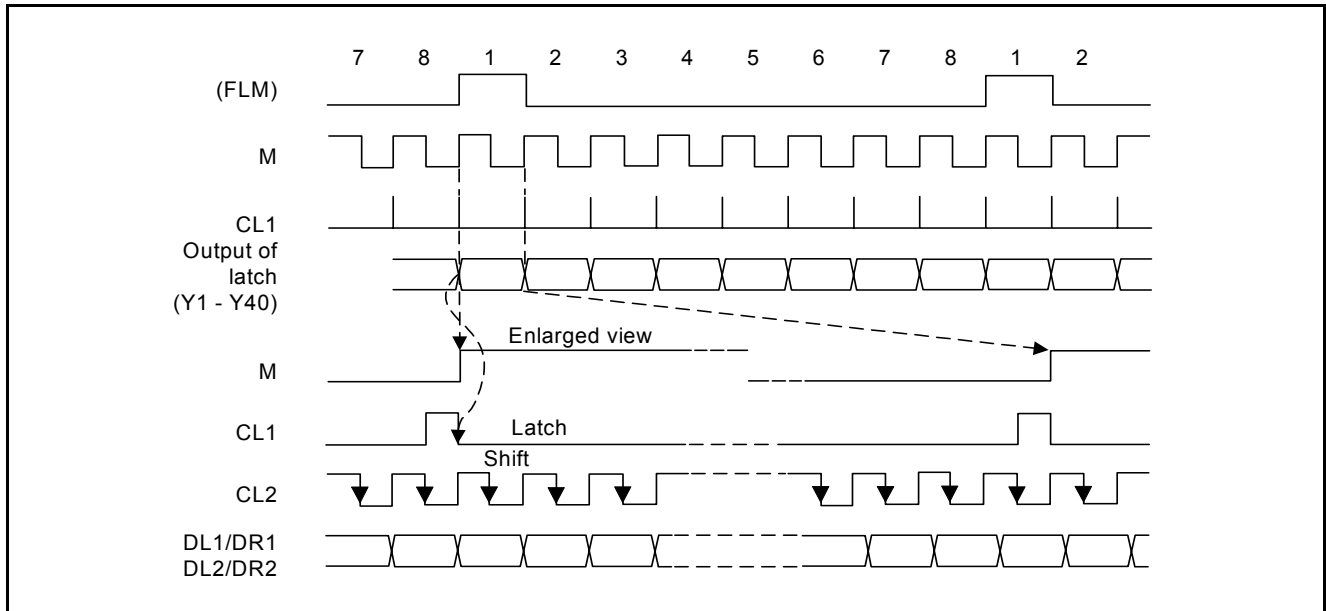 7 8 1 2 3 4 5 6 7 8 1 2
(FLM)
M
CL1
Output of
latch
(Y1 - Y40)
Enlarged view
M
CL1
Latch
Shift
CL2
DL1/DR1
DL2/DR2